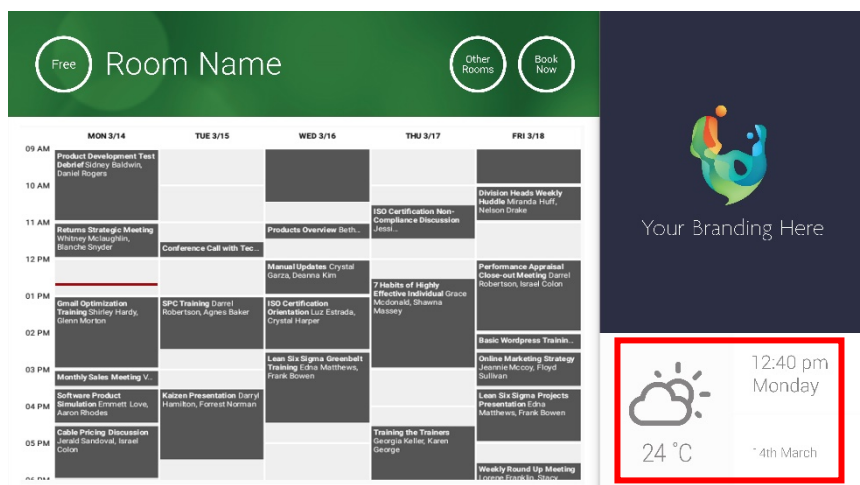 Free
Room Name
Other
Rooms
Book
Now
MON 3/14
TUE 3/15
WED 3/16
THU 3/17
FRI 3/18
09 AM
10 AM
11 AM
12 PM
01 PM
02 PM
03 PM
04 PM
05 PM
06 PM
Product Development Test
Debrief Sidney Baldwin,
Daniel Rogers
Returns Strategic Meeting
Whitney Mclaughlin,
Blanche Snyder
Gmail Optimization
Training Shirley Hardy,
Glenn Morton
Monthly Sales Meeting V..
Software Product
Simulation Emmett Love,
Aaron Rhodes
Cable Pricing Discussion
Jerald Sandoval, Israel
Colon
Conference Call with Tec...
SPC Training Darrel
Robertson, Agnes Baker
Kaizen Presentation Darryl
Hamilton, Forrest Norman
Products Overview Beth..
Manual Updates Crystal
Garza, Deanna Kim
ISO Certification
Orientation Luz Estrada,
Crystal Harper
Lean Six Sigma Greenbelt
Training Edna Matthews,
Frank Bowen
ISO Certification Non-
Compliance Discussion
Jessi...
7 Habits of Highly
Effective Individual Grace
Mcdonald, Shawna
Massey
Training the Trainers
Georgia Keller, Karen
George
Division Heads Weekly
Huddle Miranda Huff,
Nelson Drake
Performance Appraisal
Close-out Meeting Darrel
Robertson, Israel Colon
Basic Wordpress Trainin..
Online Marketing Strategy
Jeannie Mccoy, Floyd
Sullivan
Lean Six Sigma Projects
Presentation Edna
Matthews, Frank Bowen
Weekly Round Up Meeting
Lorene Franklin, Stacy
Your Branding Here
12:40 pm
Monday
24 °C
14th March